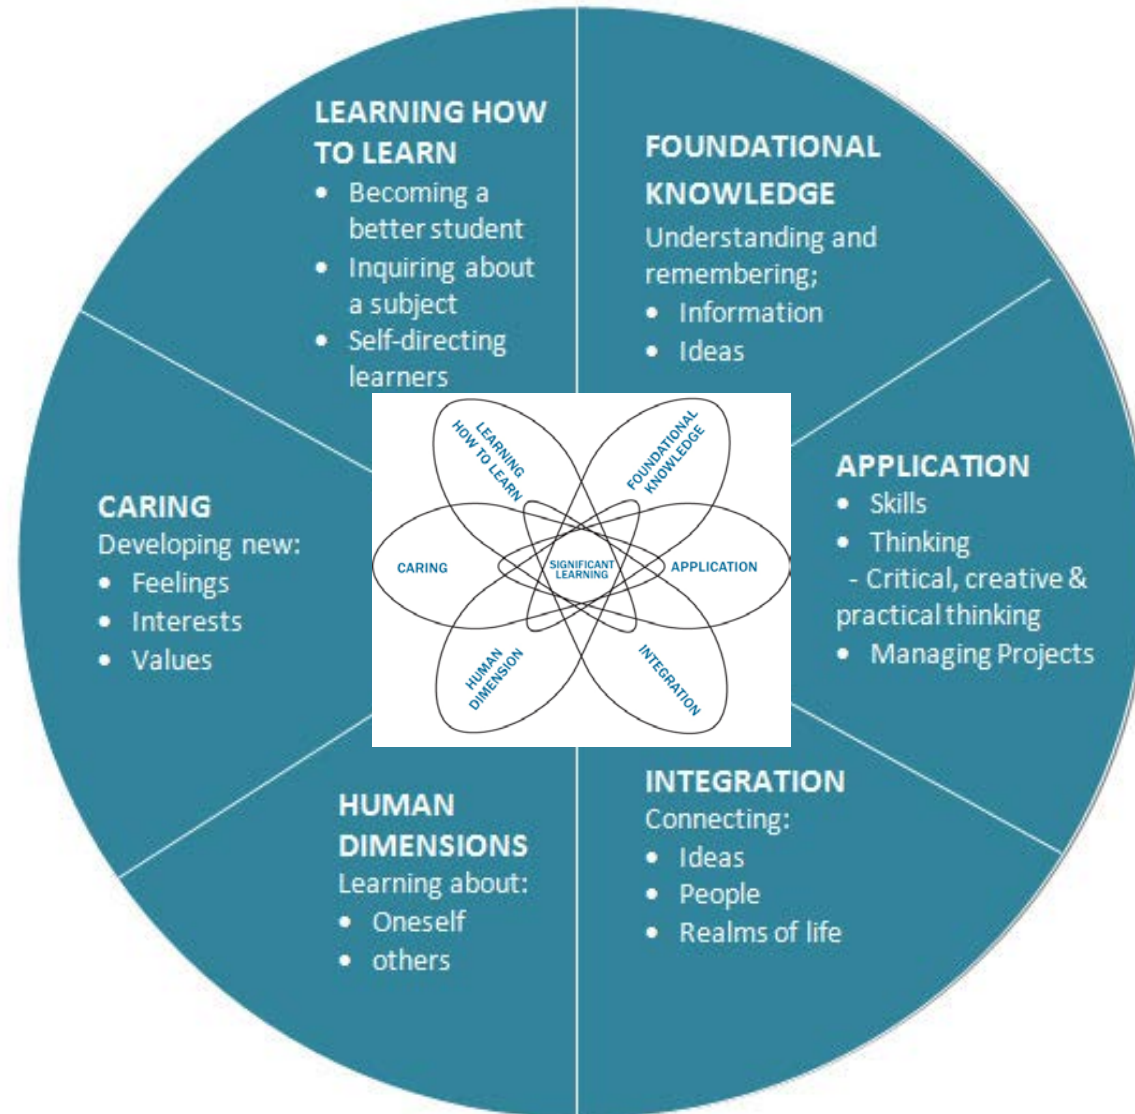 LEARNING HOW
TO LEARN
• Becoming a
better student
• Inquiring about
a subject
• Self-directing
learners
FOUNDATIONAL
KNOWLEDGE
Understanding and
remembering;
• Information
• Ideas
APPLICATION
• Skills
• Thinking
- Critical, creative &
practical thinking
• Managing Projects
INTEGRATION
Connecting:
• Ideas
• People
• Realms of life
HUMAN
DIMENSIONS
Learning about:
• Oneself
• others
CARING
Developing new:
• Feelings
• Interests
• Values
LEARNING
HOW TO LEARN
FOUNDATIONAL
KNOWLEDGE
CARING
SIGNIFICANT
LEARNING
APPLICATION
HUMAN
DIMENSION
INTEGRATION